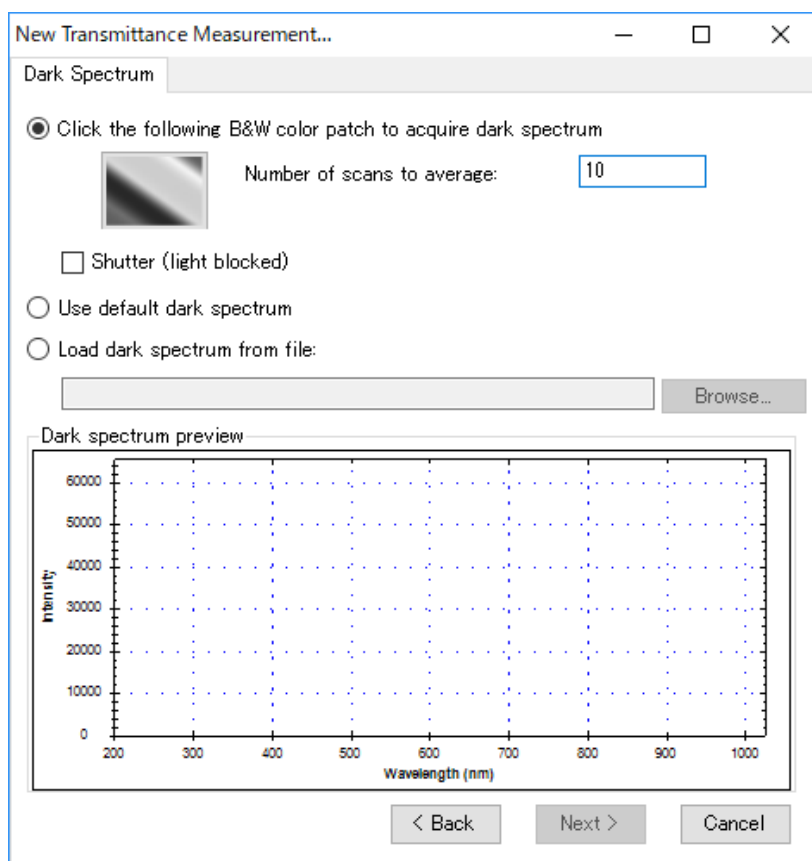 New Transmittance Measurement...
Dark Spectrum
Click the following B&W color patch to acquire dark spectrum
Number of scans to average: 10
Shutter (light blocked)
Use default dark spectrum
Load dark spectrum from file:
Browse...
Dark spectrum preview
60000
50000
40000
30000
20000
10000
0
Intensity
200 300 400 500 600 700 800 900 1000
Wavelength (nm)
< Back Next > Cancel